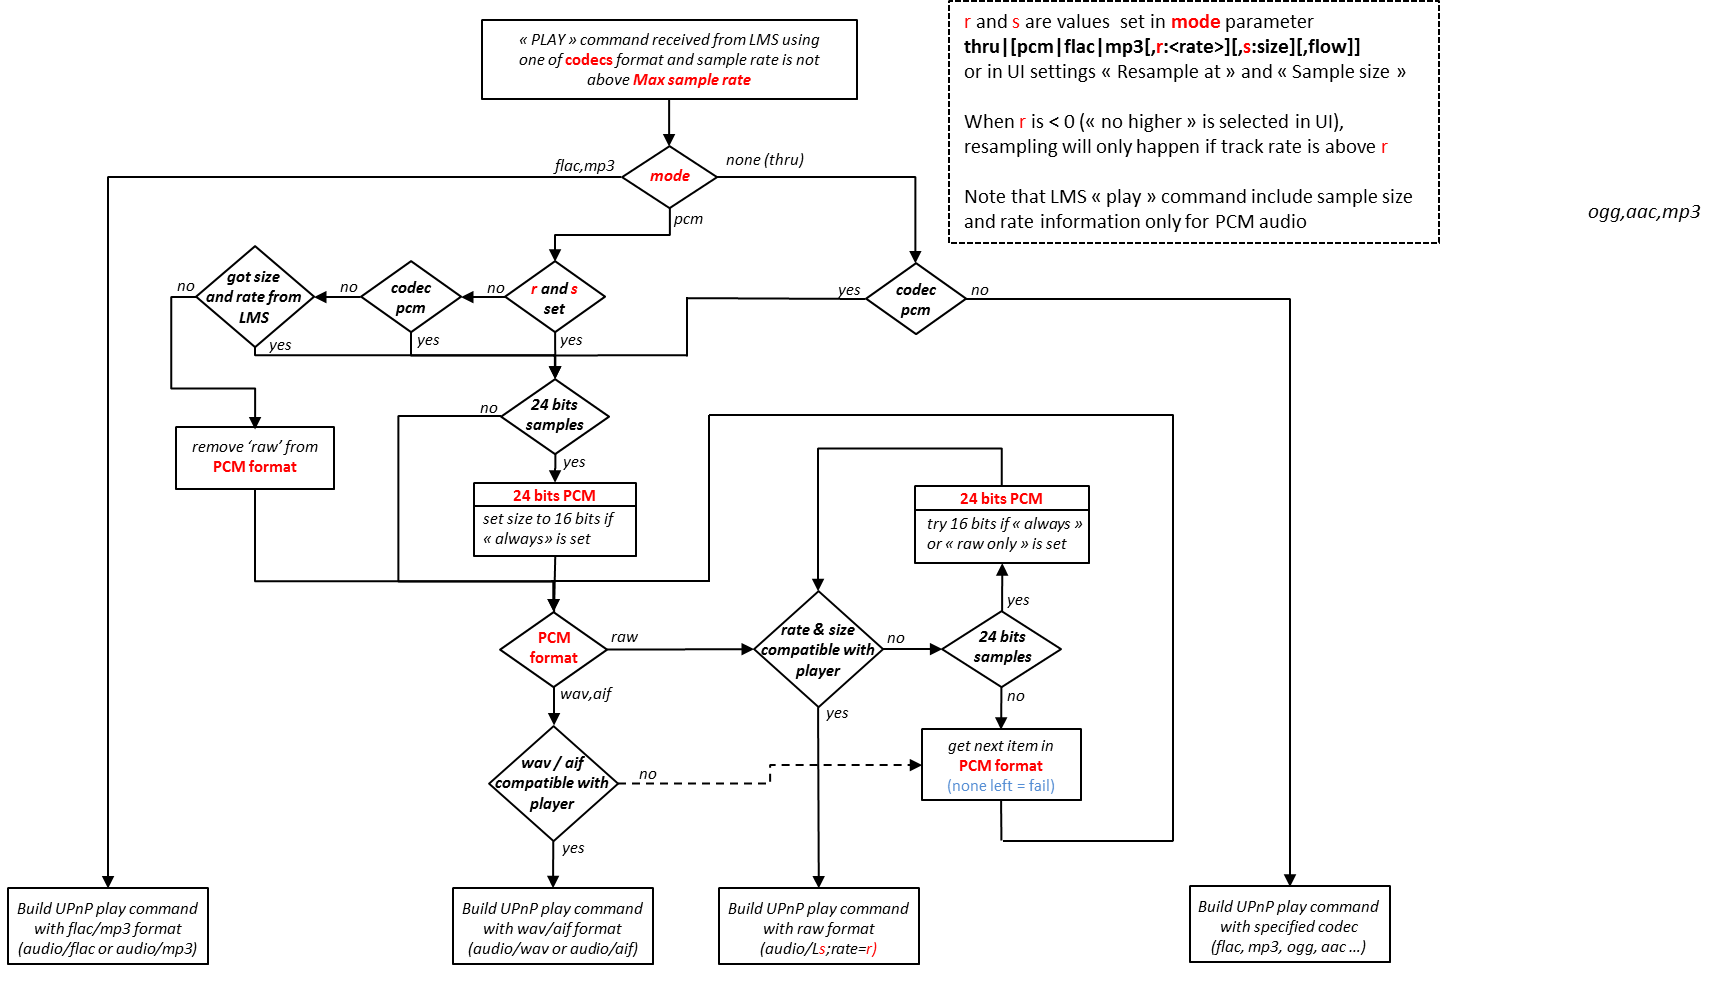 « PLAY » command received from LMS using
one of codecs format and sample rate is not
above Max sample rate
r and s are values  set in mode parameter
thru|[pcm|flac|mp3[,r:<rate>][,s:size][,flow]]
or in UI settings « Resample at » and « Sample size »
When r is < 0 (« no higher » is selected in UI),
resampling will only happen if track rate is above r
Note that LMS « play » command include sample size
and rate information only for PCM audio
ogg,aac,mp3
flac,mp3
mode
none (thru)
pcm
no
got size
and rate from
LMS
no
codec
pcm
no
r and s
set
yes
codec
pcm
no
yes
yes
yes
no
24 bits
samples
yes
remove ‘raw’ from
PCM format
24 bits PCM
set size to 16 bits if
« always» is set
24 bits PCM
try 16 bits if « always »
or « raw only » is set
yes
PCM
format
raw
rate & size
compatible with
player
no
24 bits
samples
no
wav,aif
yes
wav / aif
compatible with
player
no
get next item in
PCM format
(none left = fail)
yes
Build UPnP play command
with flac/mp3 format
(audio/flac or audio/mp3)
Build UPnP play command
with wav/aif format
(audio/wav or audio/aif)
Build UPnP play command
with raw format
(audio/Ls;rate=r)
Build UPnP play command
with specified codec
(flac, mp3, ogg, aac …)